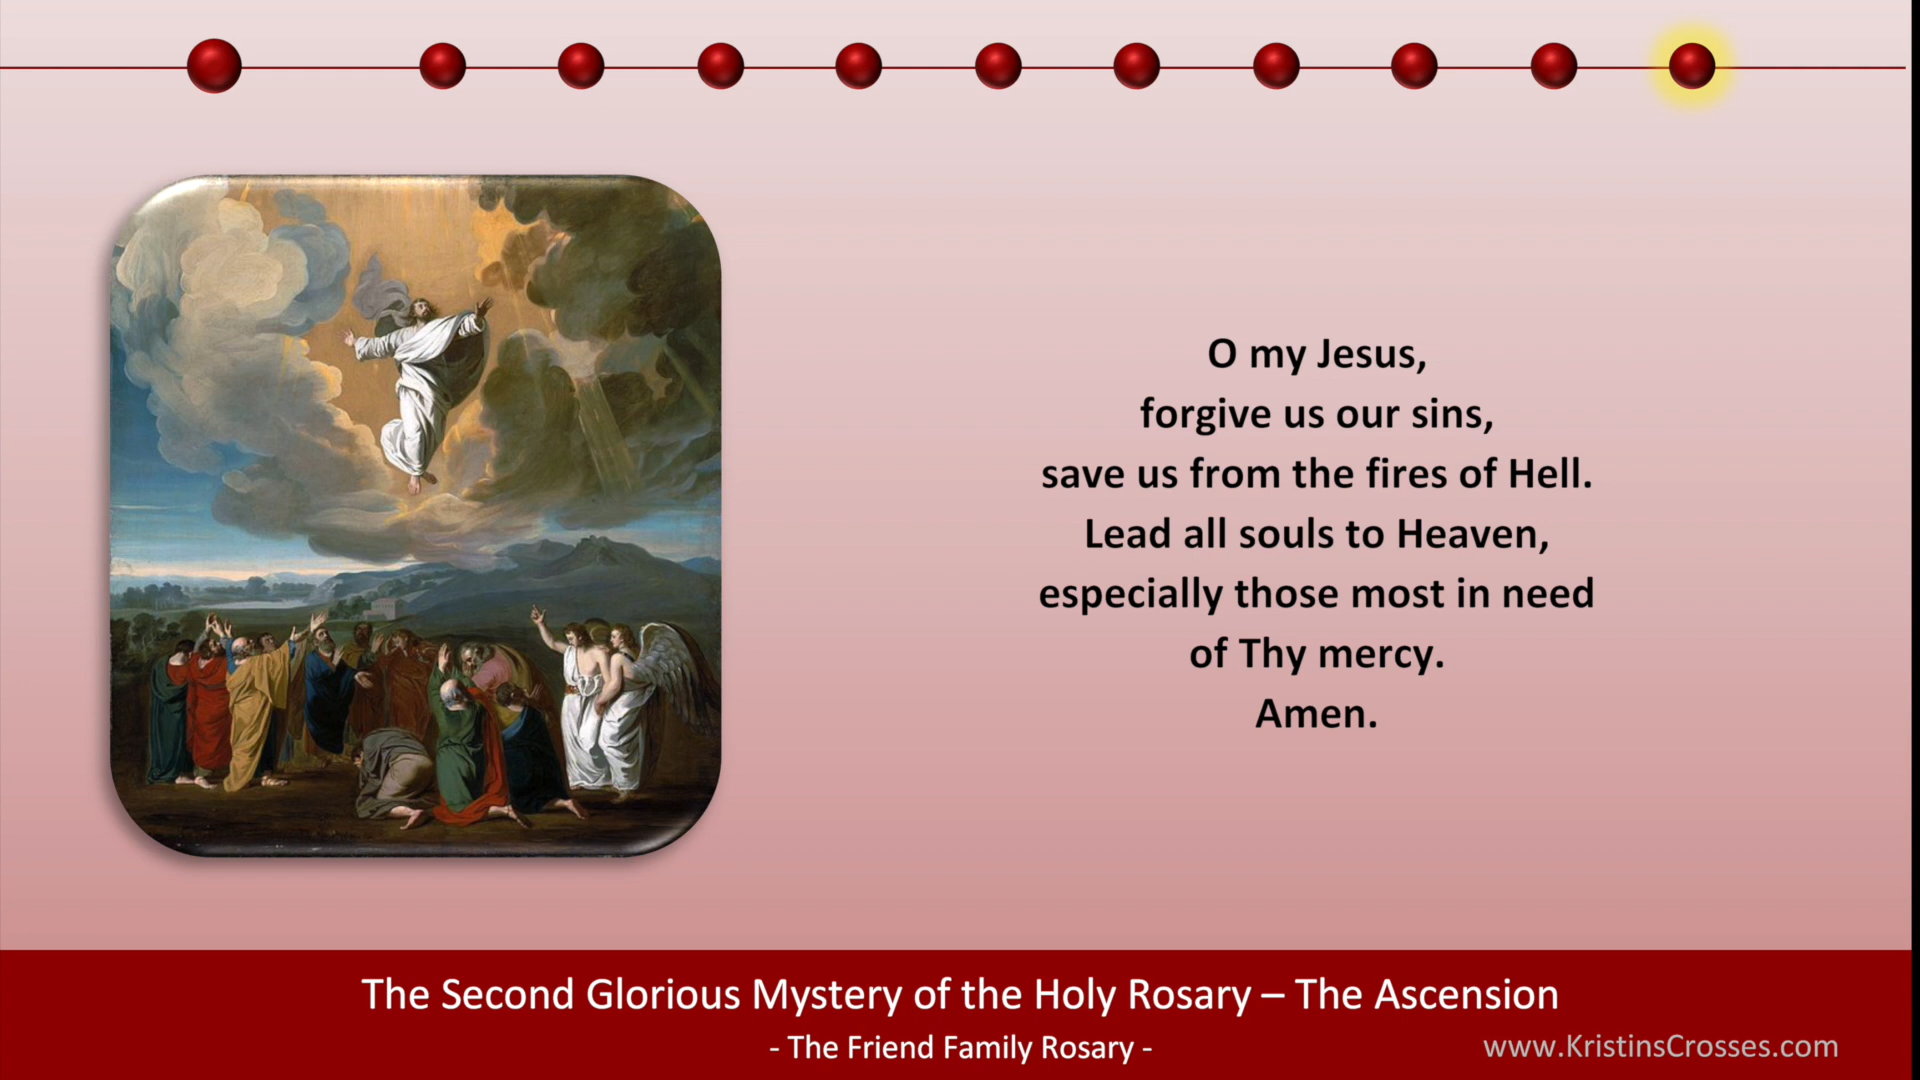 O my Jesus,
forgive us our sins,
save us from the fires of Hell.
Lead all souls to Heaven,
especially those most in need
of Thy mercy.
Amen.
The Second Glorious Mystery of the Holy Rosary – The Ascension
- The Friend Family Rosary -
www.KristinsCrosses.com